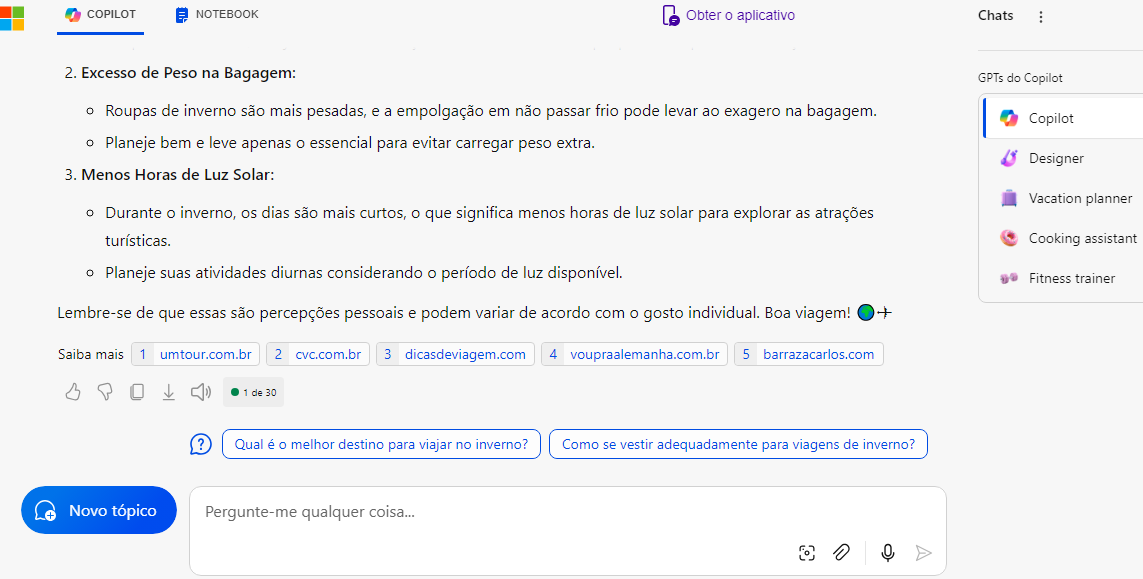 COPILOT
NOTEBOOK
Obter o aplicativo
Chats
2. Excesso de Peso na Bagagem:
Roupas de inverno são mais pesadas, e a empolgação em não passar frio pode levar ao exagero na bagagem.
Planeje bem e leve apenas o essencial para evitar carregar peso extra.
3. Menos Horas de Luz Solar:
Durante o inverno, os dias são mais curtos, o que significa menos horas de luz solar para explorar as atrações
turísticas.
Planeje suas atividades diurnas considerando o período de luz disponível.
Lembre-se de que essas são percepções pessoais e podem variar de acordo com o gosto individual. Boa viagem! 🌍✈
Saiba mais 1 umtour.com.br 2 cvc.com.br 3 dicasdeviagem.com 4 voupraalemanha.com.br 5 barrazacarlos.com
1 de 30
Qual é o melhor destino para viajar no inverno?
Como se vestir adequadamente para viagens de inverno?
Novo tópico
Pergunte-me qualquer coisa...
GPTs do Copilot
Copilot
Designer
Vacation planner
Cooking assistant
Fitness trainer